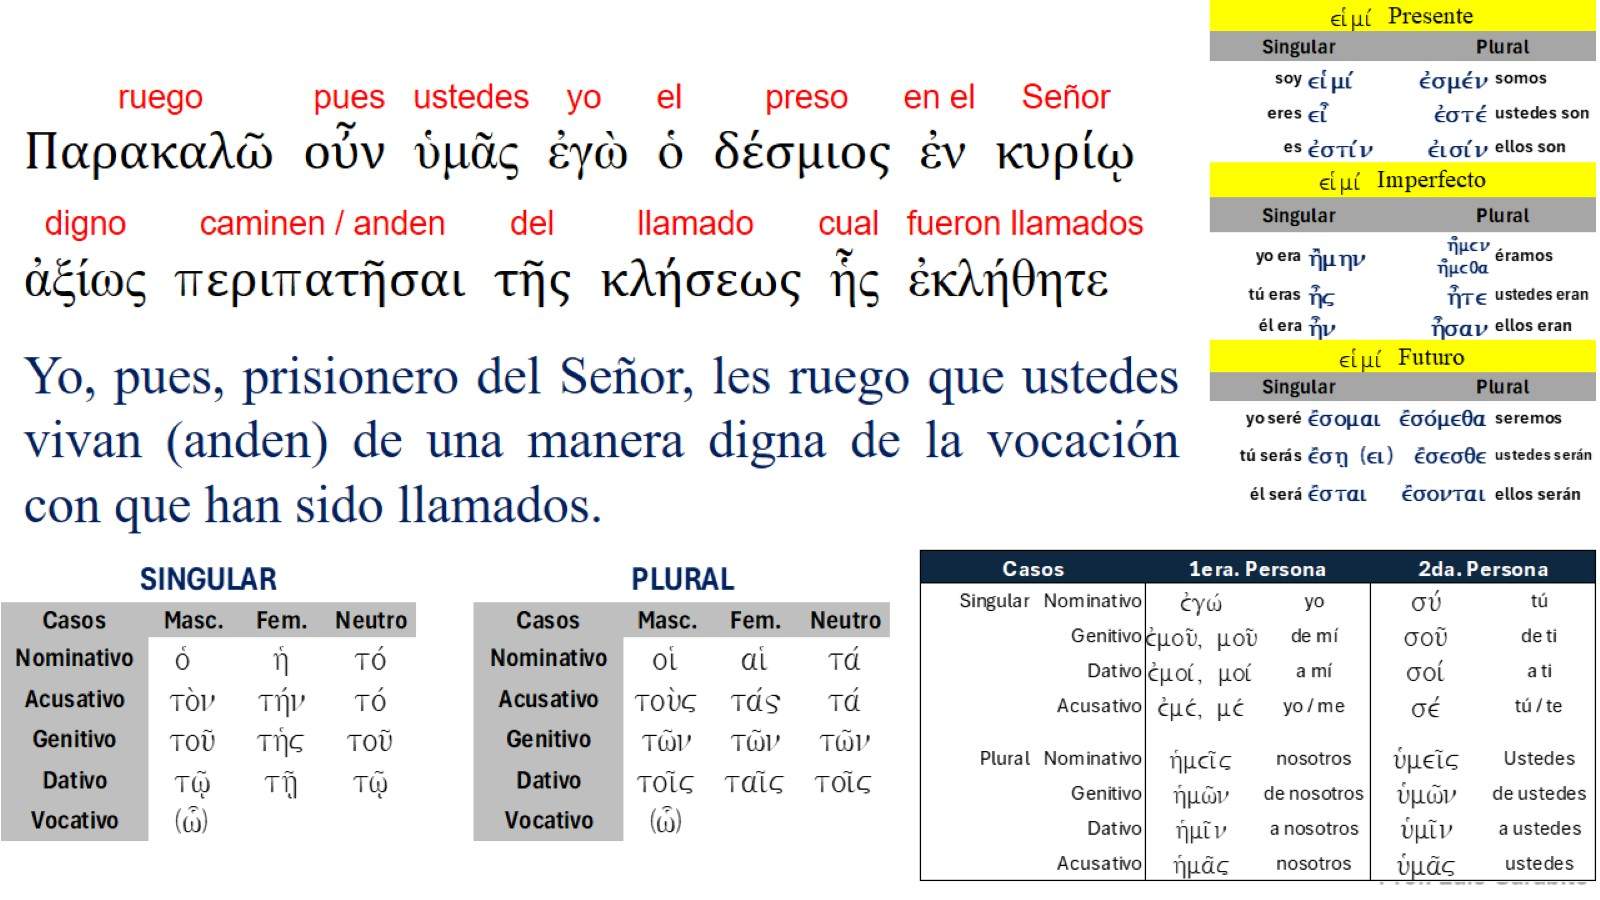 ruego pues ustedes yo el preso en el Señor
Παρακαλῶ οὖν ὑμᾶς ἐγὼ ὁ δέσμιος ἐν κυρίῳ
digno caminen / anden del llamado cual fueron llamados
ἀξίως περιπατῆσαι τῆς κλήσεως ἧς ἐκλήθητε
Yo, pues, prisionero del Señor, les ruego que ustedes
vivan (anden) de una manera digna de la vocación
con que han sido llamados.
εἰμί Presente
Singular Plural
soy εἰμί ἐσμέν somos
eres εἶ ἐστέ ustedes son
es ἐστίν ἐισίν ellos son
εἰμί Imperfecto
Singular Plural
yo era ἤμην ἦμεν ἤμεθα éramos
tú eras ἦς ἦτε ustedes eran
él era ἦν ἦσαν ellos eran
εἰμί Futuro
Singular Plural
yo seré ἔσομαι ἔσόμεθα seremos
tú serás ἔσῃ (ει) ἔσεσθε ustedes serán
él será ἔσται ἔσονται ellos serán
SINGULAR
Casos Masc. Fem. Neutro
Nominativo ὁ ἡ τό
Acusativo τὸν τήν τό
Genitivo τοῦ τῆς τοῦ
Dativo τῷ τῇ τῷ
Vocativo (ὦ)
PLURAL
Casos Masc. Fem. Neutro
Nominativo οἱ αἱ τά
Acusativo τοὺς τάς τά
Genitivo τῶν τῶν τῶν
Dativo τοῖς ταῖς τοῖς
Vocativo (ὦ)
Casos 1era. Persona 2da. Persona
Singular Nominativo ἐγώ yo σύ tú
Genitivo ἐμοῦ, μοῦ de mí σοῦ de ti
Dativo ἐμοί, μοί a mí σοί a ti
Acusativo ἐμέ, μέ yo / me σέ tú / te
Plural Nominativo ἡμεῖς nosotros ὑμεῖς Ustedes
Genitivo ἡμῶν de nosotros ὑμῶν de ustedes
Dativo ἡμῖν a nosotros ὑμῖν a ustedes
Acusativo ἡμᾶς nosotros ὑμᾶς ustedes